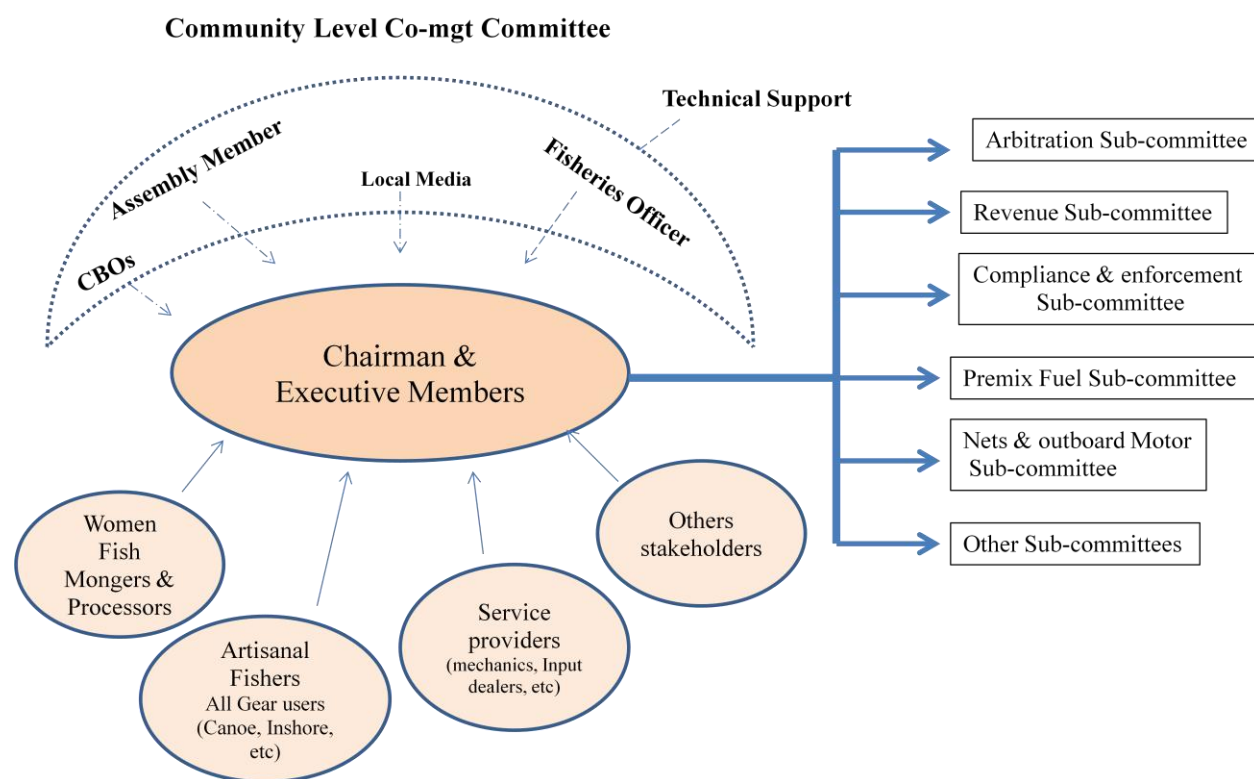 Community Level Co-mgt Committee
Technical Support
Assembly Member
Local Media
Fisheries Officer
CBOs
Chairman &
Executive Members
Women
Fish
Mongers &
Processors
Artisanal
Fishers
All Gear users
(Canoe, Inshore,
etc)
Service
providers
(mechanics, Input
dealers, etc)
Others
stakeholders
Arbitration Sub-committee
Revenue Sub-committee
Compliance & enforcement
Sub-committee
Premix Fuel Sub-committee
Nets & outboard Motor
Sub-committee
Other Sub-committees